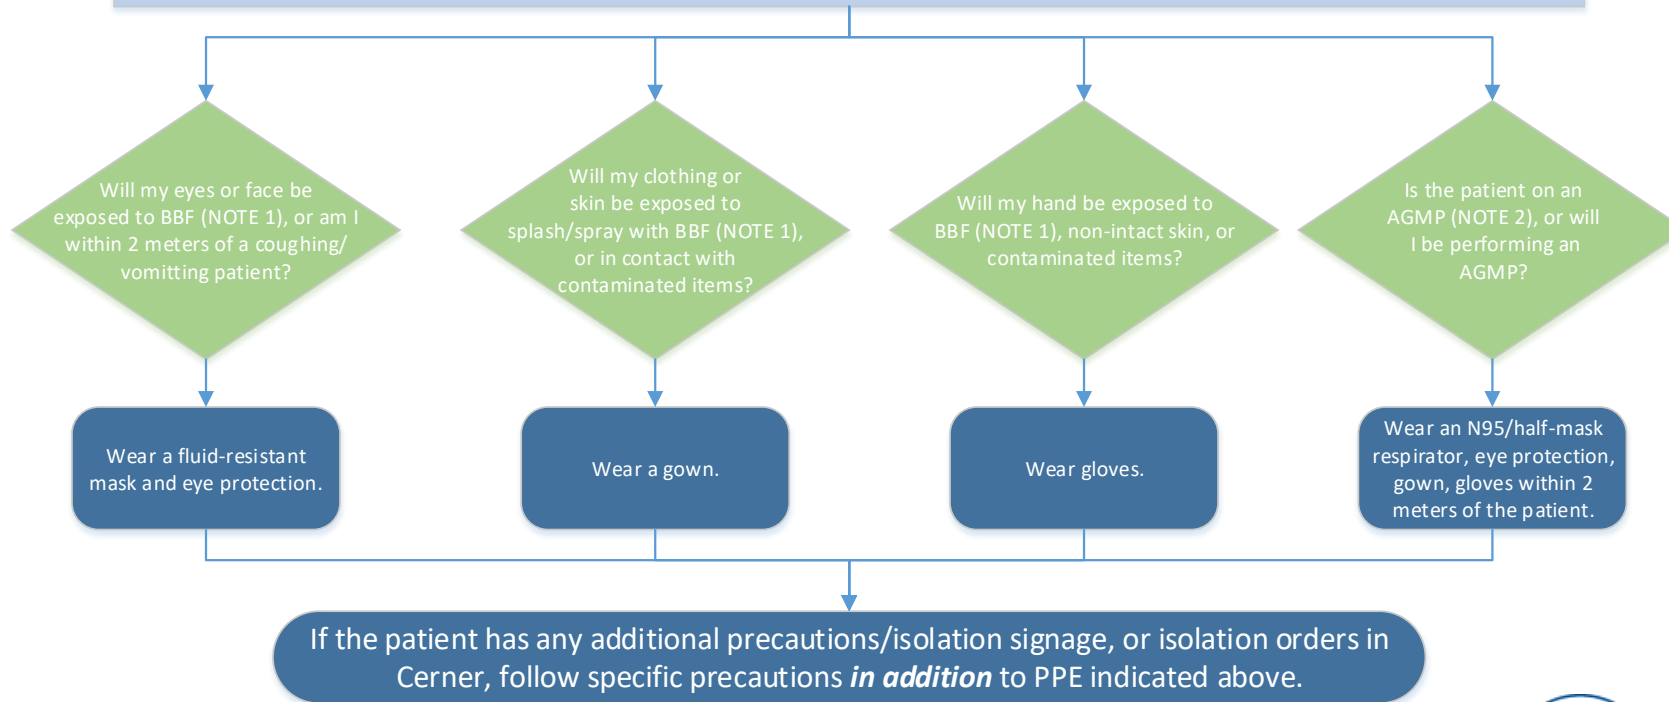 Will my eyes or face be
exposed to BBF (NOTE 1), or am I
within 2 meters of a coughing/
vomitting patient?
Will my clothing or
skin be exposed to
splash/spray with BBF (NOTE 1),
or in contact with
contaminated items?
Will my hand be exposed to
BBF (NOTE 1), non-intact skin, or
contaminated items?
Is the patient on an
AGMP (NOTE 2), or will
I be performing an
AGMP?
Wear a fluid-resistant
mask and eye protection.
Wear a gown.
Wear gloves.
Wear an N95/half-mask
respirator, eye protection,
gown, gloves within 2
meters of the patient.
If the patient has any additional precautions/isolation signage, or isolation orders in
Cerner, follow specific precautions in addition to PPE indicated above.